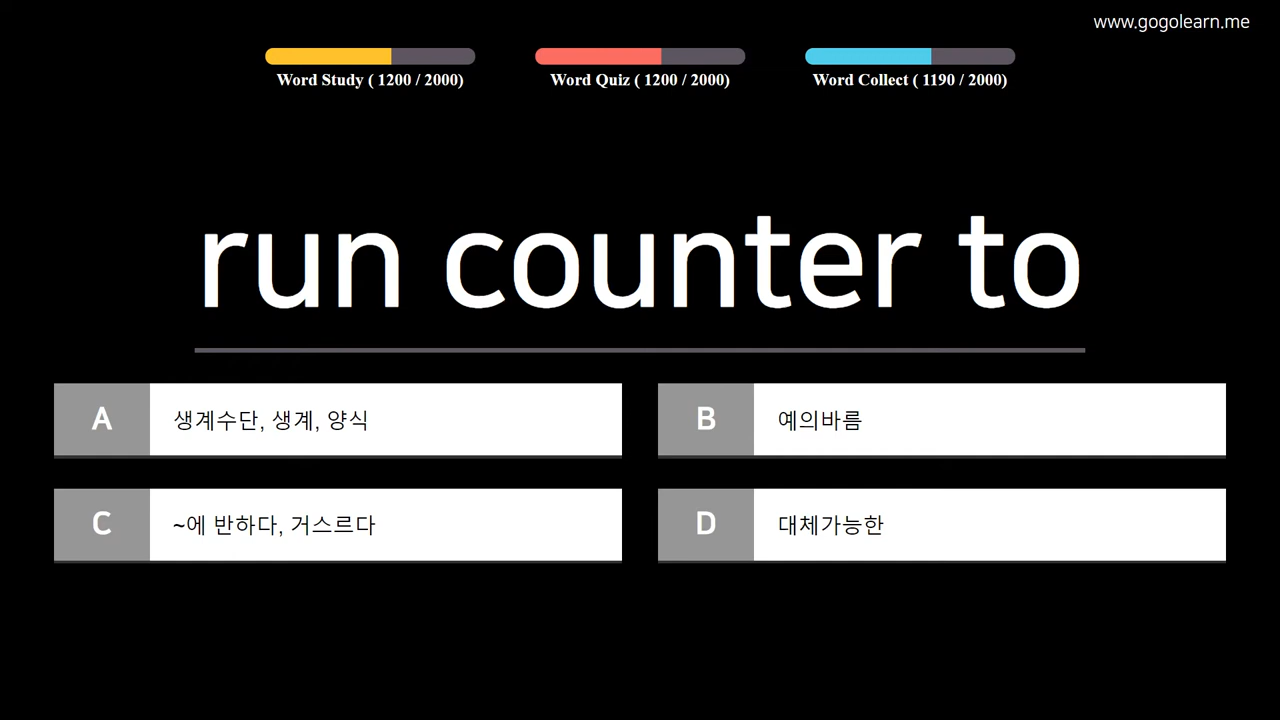 www.gogolearn.me
Word Study ( 1200 / 2000)
Word Quiz ( 1200 / 2000)
Word Collect ( 1190 / 2000)
run counter to
A 생계수단, 생계, 양식
B 예의바름
C ~에 반하다, 거스르다
D 대체가능한